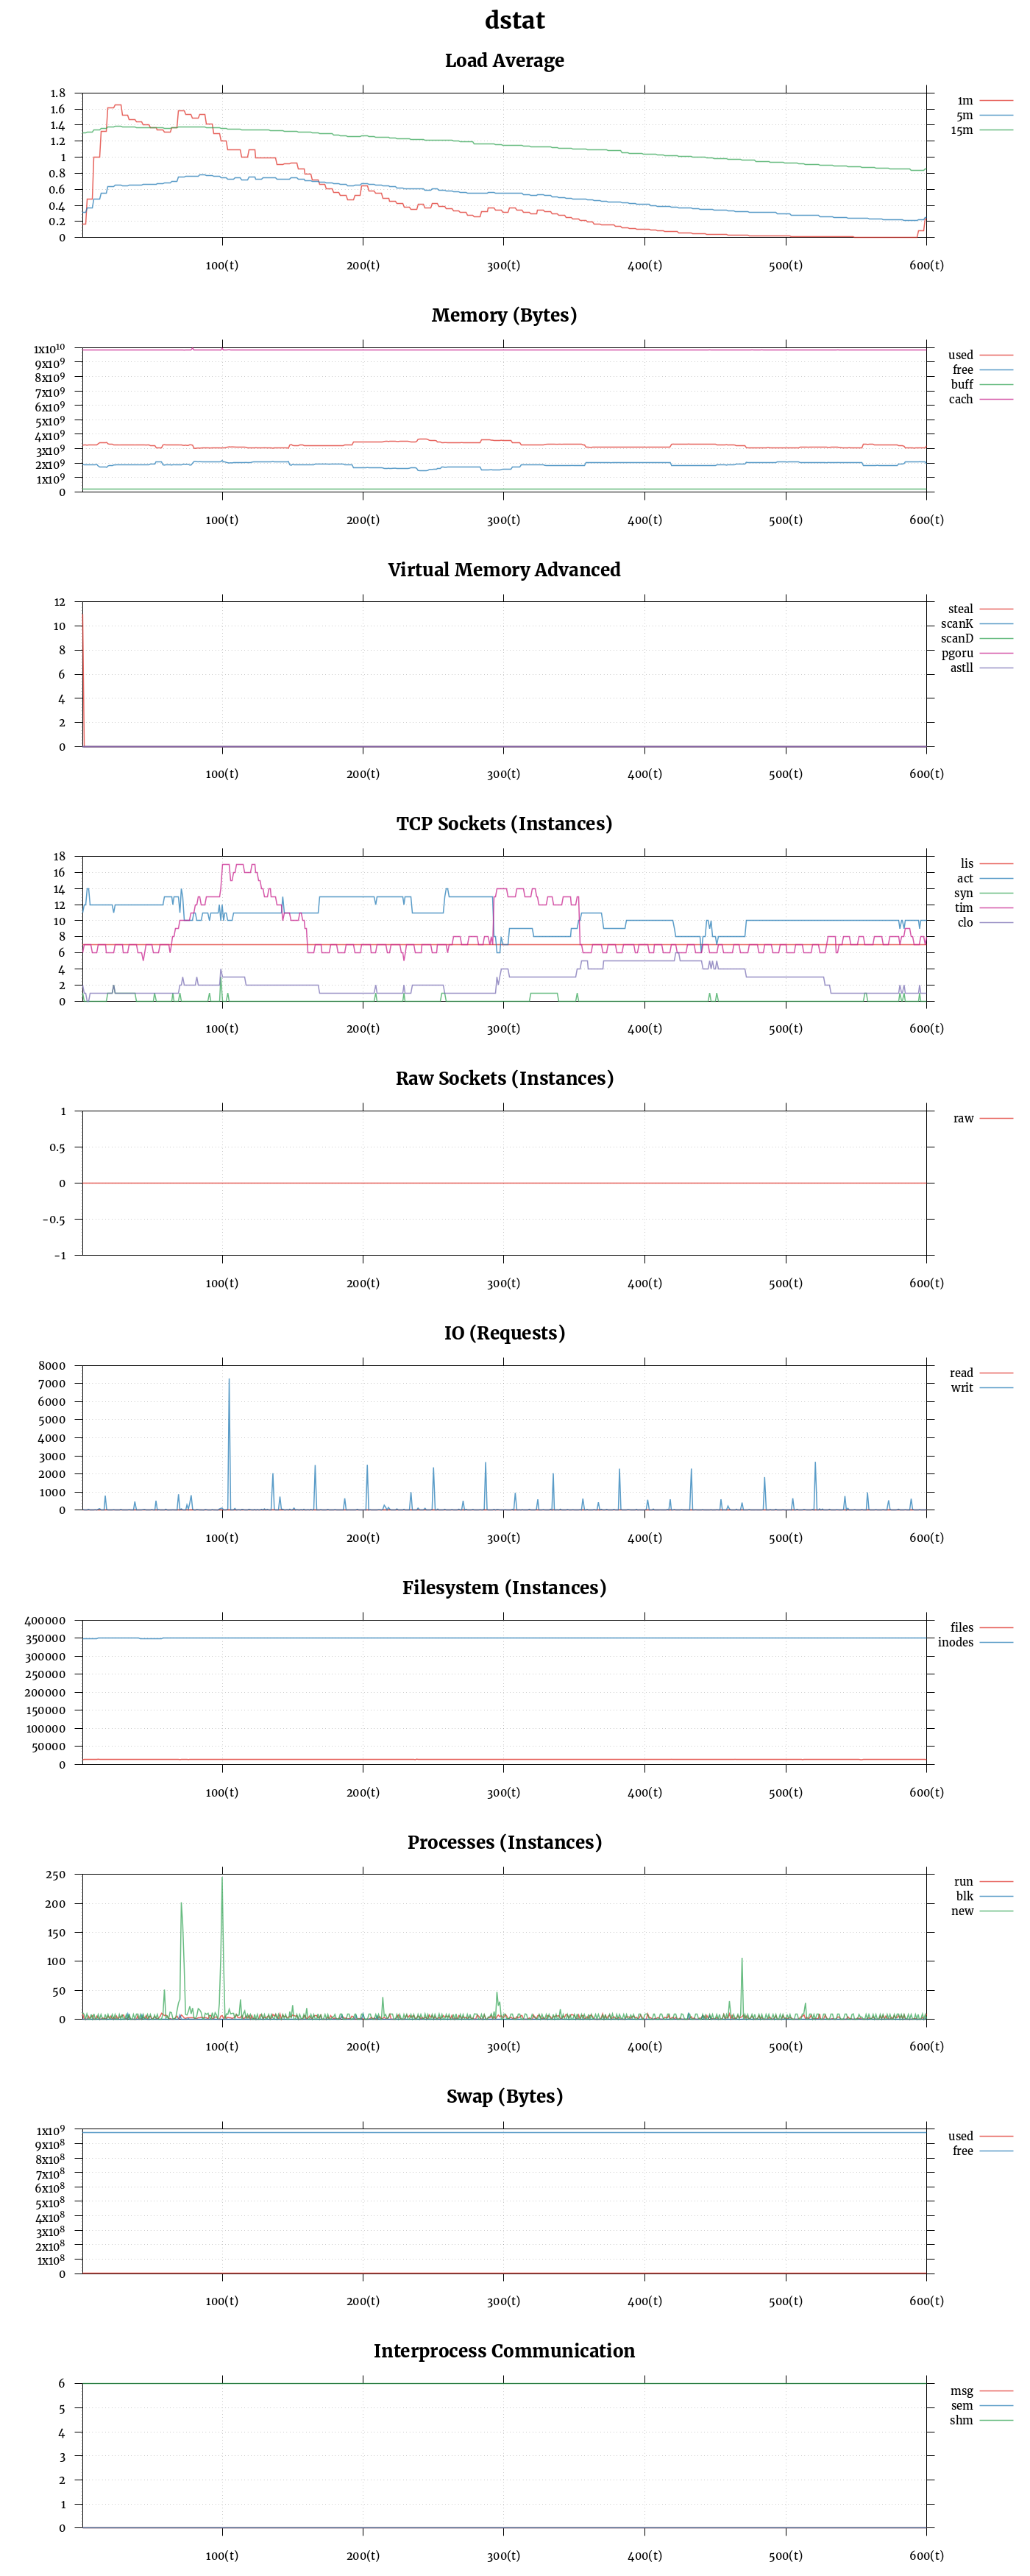 dstat
Load Average
1.8
1.6
1.4
1.2
1
0.8
0.6
0.4
0.2
0
100(t) 200(t) 300(t) 400(t) 500(t) 600(t)
1m
5m
15m
Memory (Bytes)
1x10¹⁰
9x10⁹
8x10⁹
7x10⁹
6x10⁹
5x10⁹
4x10⁹
3x10⁹
2x10⁹
1x10⁹
0
100(t) 200(t) 300(t) 400(t) 500(t) 600(t)
used
free
buff
cach
Virtual Memory Advanced
12
10
8
6
4
2
0
100(t) 200(t) 300(t) 400(t) 500(t) 600(t)
steal
scanK
scanD
pgoru
astll
TCP Sockets (Instances)
18
16
14
12
10
8
6
4
2
0
100(t) 200(t) 300(t) 400(t) 500(t) 600(t)
lis
act
syn
tim
clo
Raw Sockets (Instances)
1
0.5
0
-0.5
-1
100(t) 200(t) 300(t) 400(t) 500(t) 600(t)
raw
IO (Requests)
8000
7000
6000
5000
4000
3000
2000
1000
0
100(t) 200(t) 300(t) 400(t) 500(t) 600(t)
read
writ
Filesystem (Instances)
400000
350000
300000
250000
200000
150000
100000
50000
0
100(t) 200(t) 300(t) 400(t) 500(t) 600(t)
files
inodes
Processes (Instances)
250
200
150
100
50
0
100(t) 200(t) 300(t) 400(t) 500(t) 600(t)
run
blk
new
Swap (Bytes)
1x10⁹
9x10⁸
8x10⁸
7x10⁸
6x10⁸
5x10⁸
4x10⁸
3x10⁸
2x10⁸
1x10⁸
0
100(t) 200(t) 300(t) 400(t) 500(t) 600(t)
used
free
Interprocess Communication
6
5
4
3
2
1
0
100(t) 200(t) 300(t) 400(t) 500(t) 600(t)
msg
sem
shm